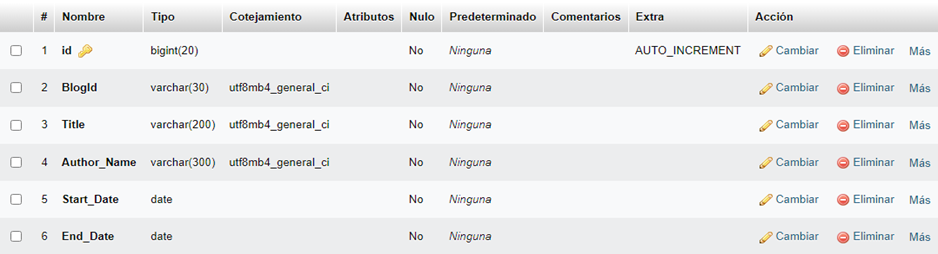 # Nombre Tipo Cotejamiento Atributos Nulo Predeterminado Comentarios Extra Acción
1 id bigint(20) No Ninguna AUTO_INCREMENT Cambiar Eliminar Más
2 BlogId varchar(30) utf8mb4_general_ci No Ninguna Cambiar Eliminar Más
3 Title varchar(200) utf8mb4_general_ci No Ninguna Cambiar Eliminar Más
4 Author_Name varchar(300) utf8mb4_general_ci No Ninguna Cambiar Eliminar Más
5 Start_Date date No Ninguna Cambiar Eliminar Más
6 End_Date date No Ninguna Cambiar Eliminar Más